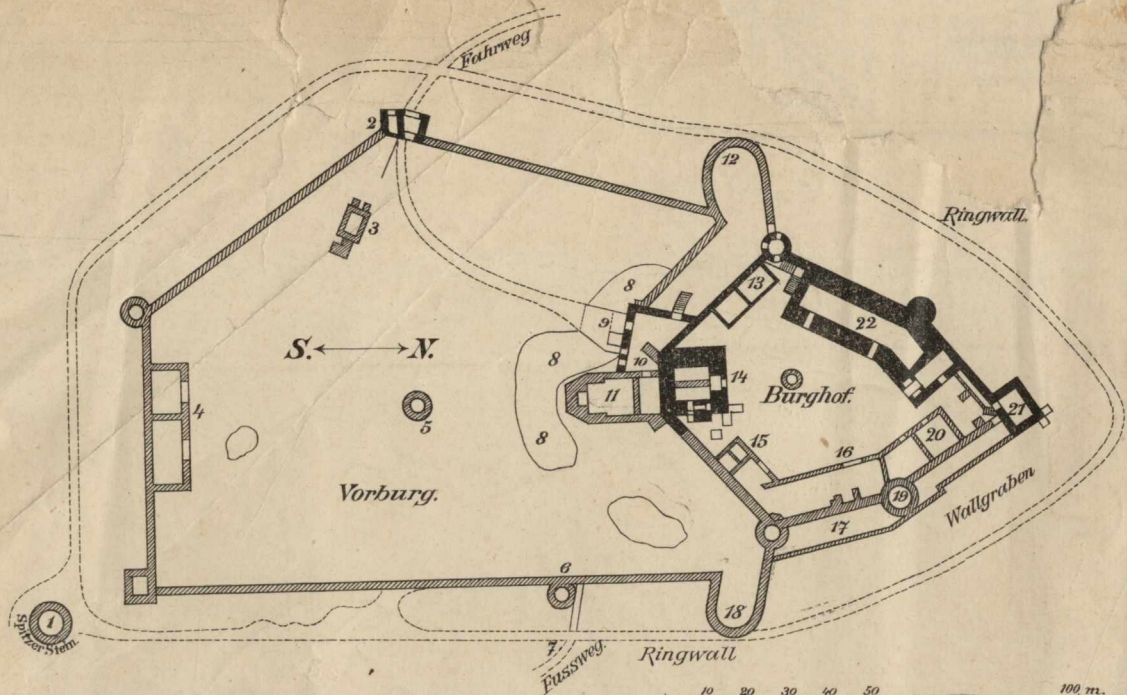 Fahrweg
2
12
3
Ringwall.
8
13
9
22
S. N.
10
14
4
11
Burghof.
21
5
8
15
16
20
Vorburg.
19
Wallgraben
17
6
1
Spitzer Stein.
18
7.
Fussweg.
Ringwall
10 20 30 40 50 100 m.